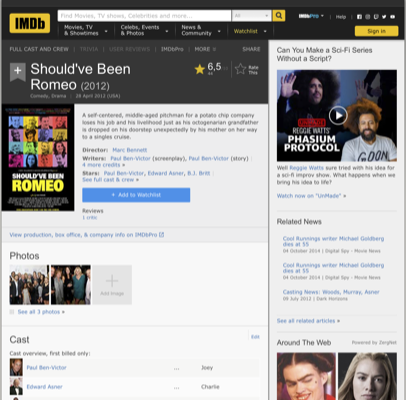 IMDb
Find Movies, TV shows, Celebrities and more...
All
IMDbPro
Help
Movies, TV
& Showtimes
Celebs, Events
& Photos
News &
Community
Watchlist
Sign in
FULL CAST AND CREW | TRIVIA | USER REVIEWS | IMDbPro | MORE
SHARE
Should've Been
Romeo (2012)
Comedy, Drama
28 April 2012 (USA)
6,5
Rate
This
A self-centered, middle-aged pitchman for a potato chip company
loses his job and his livelihood just as his octogenarian grandfather
is dropped on his doorstep unexpectedly by his mother on her way
to a singles cruise.
Director: Marc Bennett
Writers: Paul Ben-Victor (screenplay), Paul Ben-Victor (story)
4 more credits »
Stars: Paul Ben-Victor, Edward Asner, B.J. Britt
See full cast & crew »
+ Add to Watchlist
Reviews
1 critic
SHOULD'VE BEEN
ROMEO
View production, box office, & company info on IMDbPro
Photos
+
Add Image
See all 3 photos »
Cast
Edit
Cast overview, first billed only:
Paul Ben-Victor ... Joey
Edward Asner ... Charlie
Can You Make a Sci-Fi Series
Without a Script?
REGGIE WATTS'
PHASIUM
PROTOCOL
Well Reggie Watts sure tried with his idea for
a sci-fi improv show. What happens when we
bring his idea to life?
Watch now on "UnMade" »
Related News
Cool Runnings writer Michael Goldberg
dies at 55
04 October 2014 | Digital Spy - Movie News
Cool Runnings writer Michael Goldberg
dies at 55
04 October 2014 | Digital Spy - Movie News
Casting News: Woods, Murray, Asner
09 July 2012 | Dark Horizons
See all related articles »
Around The Web
Powered by ZergNet